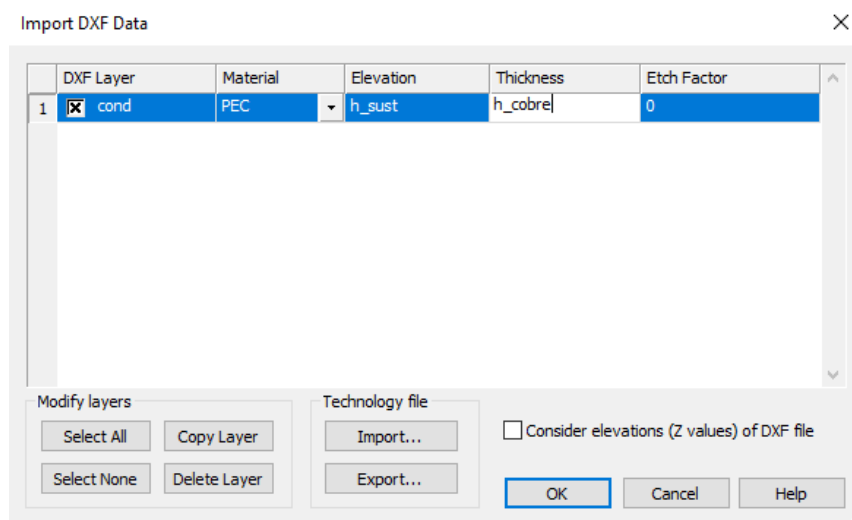 Import DXF Data
DXF Layer Material Elevation Thickness Etch Factor
1 cond PEC h_sust h_cobre 0
Modify layers Technology file
Consider elevations (Z values) of DXF file
Select All Copy Layer Import...
Select None Delete Layer Export...
OK Cancel Help